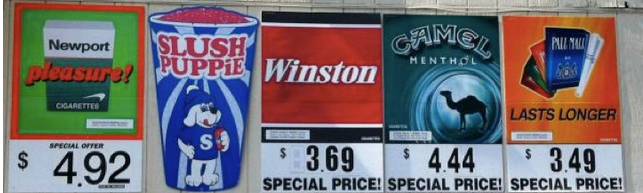 Newport
pleasure!
CIGARETTES
SPECIAL OFFER
$ 4.92
SLUSH
PUPPiE
S
Winston
$ 3.69
SPECIAL PRICE!
CAMEL
MENTHOL
$ 4.44
SPECIAL PRICE!
PALL MALL
LASTS LONGER
$ 3.49
SPECIAL PRICE!